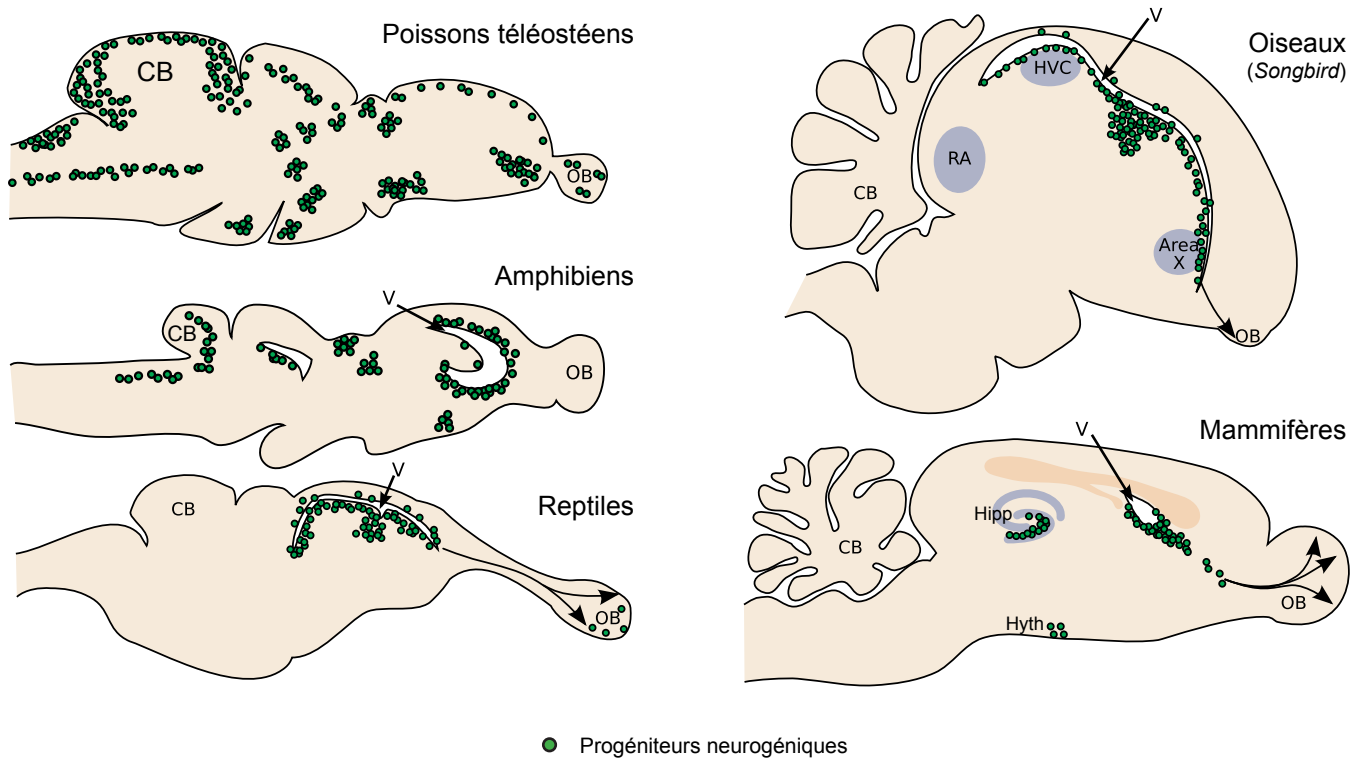 Poissons téléostéens
CB
OB
Amphibiens
V
CB
OB
Reptiles
V
CB
OB
Oiseaux
(Songbird)
V
HVC
RA
CB
Area
X
OB
Mammifères
V
Hipp
CB
OB
Hyth
Progéniteurs neurogéniques